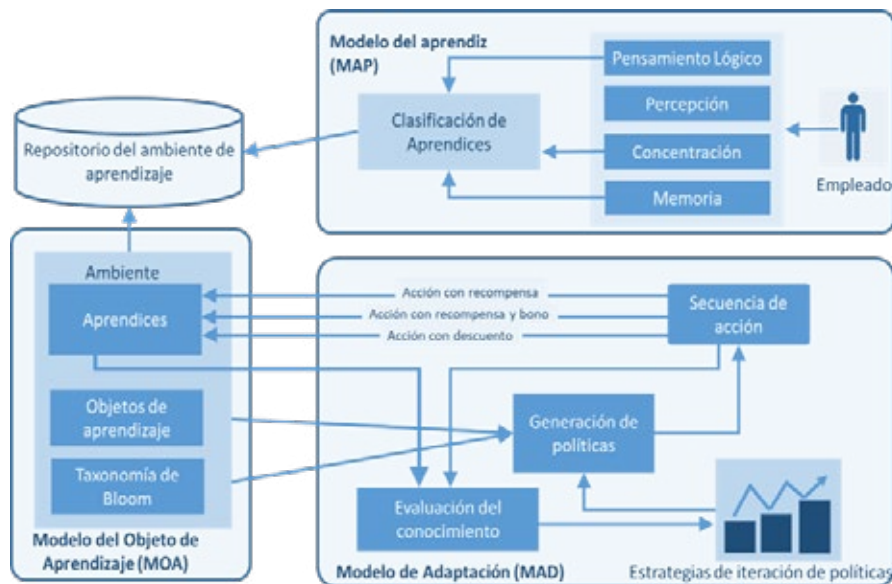 Modelo del aprendiz
(MAP)
Pensamiento Lógico
Percepción
Concentración
Memoria
Clasificación de
Aprendices
Empleado
Repositorio del ambiente de
aprendizaje
Ambiente
Aprendices
Objetos de
aprendizaje
Taxonomía de
Bloom
Modelo del Objeto de
Aprendizaje (MOA)
Acción con recompensa
Acción con recompensa y bono
Acción con descuento
Secuencia de
acción
Generación de
políticas
Evaluación del
conocimiento
Modelo de Adaptación (MAD)
Estrategias de iteración de políticas